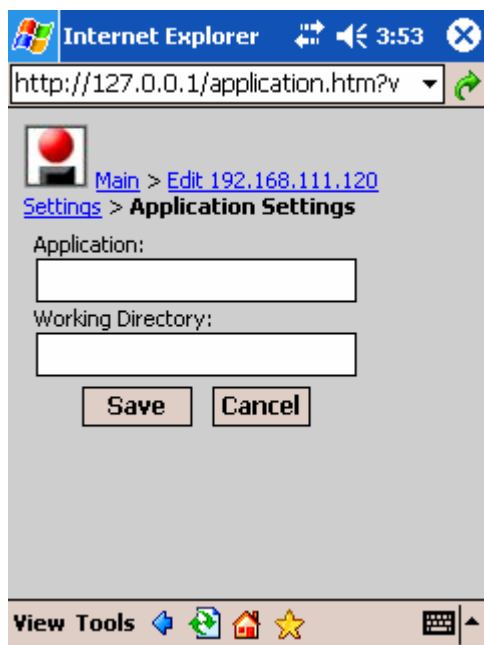 Internet Explorer 3:53
http://127.0.0.1/application.htm?v
Main > Edit 192.168.111.120
Settings > Application Settings
Application:
Working Directory:
Save Cancel
View Tools